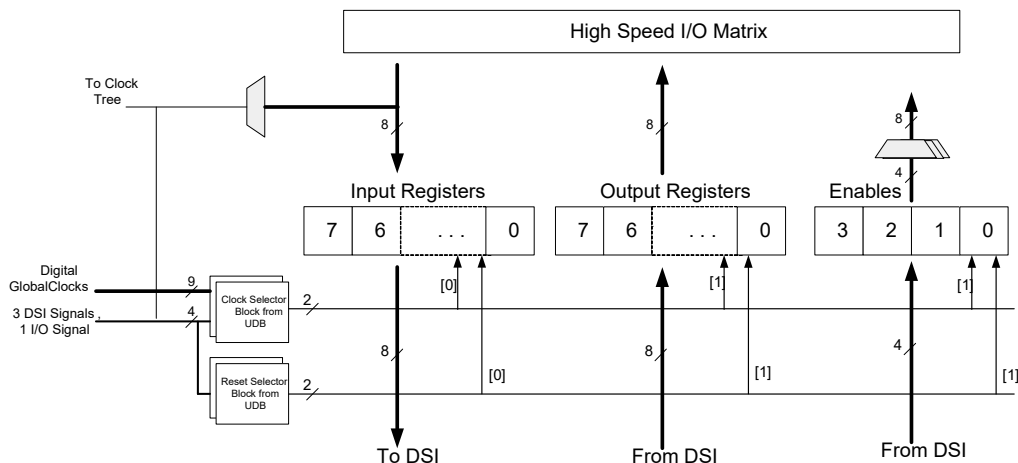 High Speed I/O Matrix
To Clock
Tree
8
8
8
4
Input Registers
Output Registers
Enables
7 6 . . . 0
7 6 . . . 0
3 2 1 0
Digital
GlobalClocks
9
3 DSI Signals ,
1 I/O Signal
4
Clock Selector
Block from
UDB
2
[0]
[1]
[1]
8
8
4
Reset Selector
Block from
UDB
2
[0]
[1]
[1]
To DSI
From DSI
From DSI